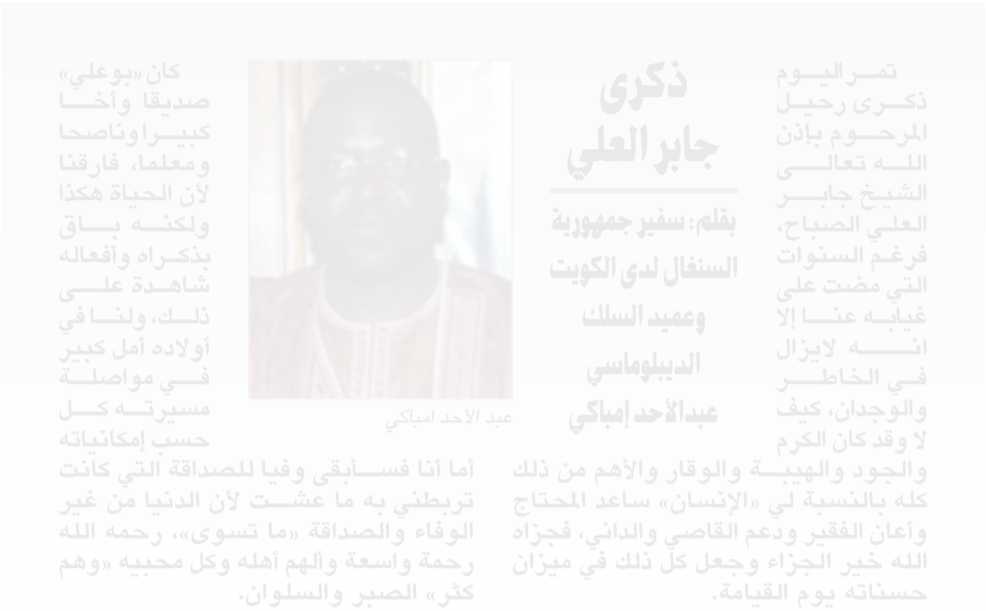 ذكرى
جابر العلي
بقلم: سفير جمهورية
السنغال لدى الكويت
وعميد السلك
الديبلوماسي
عبدالأحد إمباكي
تمر اليوم
ذكرى رحيل
المرحوم بإذن
الله تعالى
الشيخ جابر
العلي الصباح،
فرغم السنوات
التي مضت على
غيابه عنا إلا
انه لايزال
في الخاطر
والوجدان، كيف
لا وقد كان الكرم
والجود والهيبة والوقار والأهم من ذلك
كله بالنسبة لي «الإنسان» ساعد المحتاج
وأعان الفقير ودعم القاصي والداني، فجزاه
الله خير الجزاء وجعل كل ذلك في ميزان
حسناته يوم القيامة.
عبد الأحد امباكي
كان «بوعلي»
صديقا وأخا
كبيرا وناصحا
ومعلما، فارقنا
لأن الحياة هكذا
ولكنه باق
بذكراه وأفعاله
شاهدة على
ذلك، ولنا في
أولاده أمل كبير
في مواصلة
مسيرته كل
حسب إمكانياته
أما أنا فسأبقى وفيا للصداقة التي كانت
تربطني به ما عشت لأن الدنيا من غير
الوفاء والصداقة «ما تسوى»، رحمه الله
رحمة واسعة وألهم أهله وكل محبيه «وهم
كثر» الصبر والسلوان.